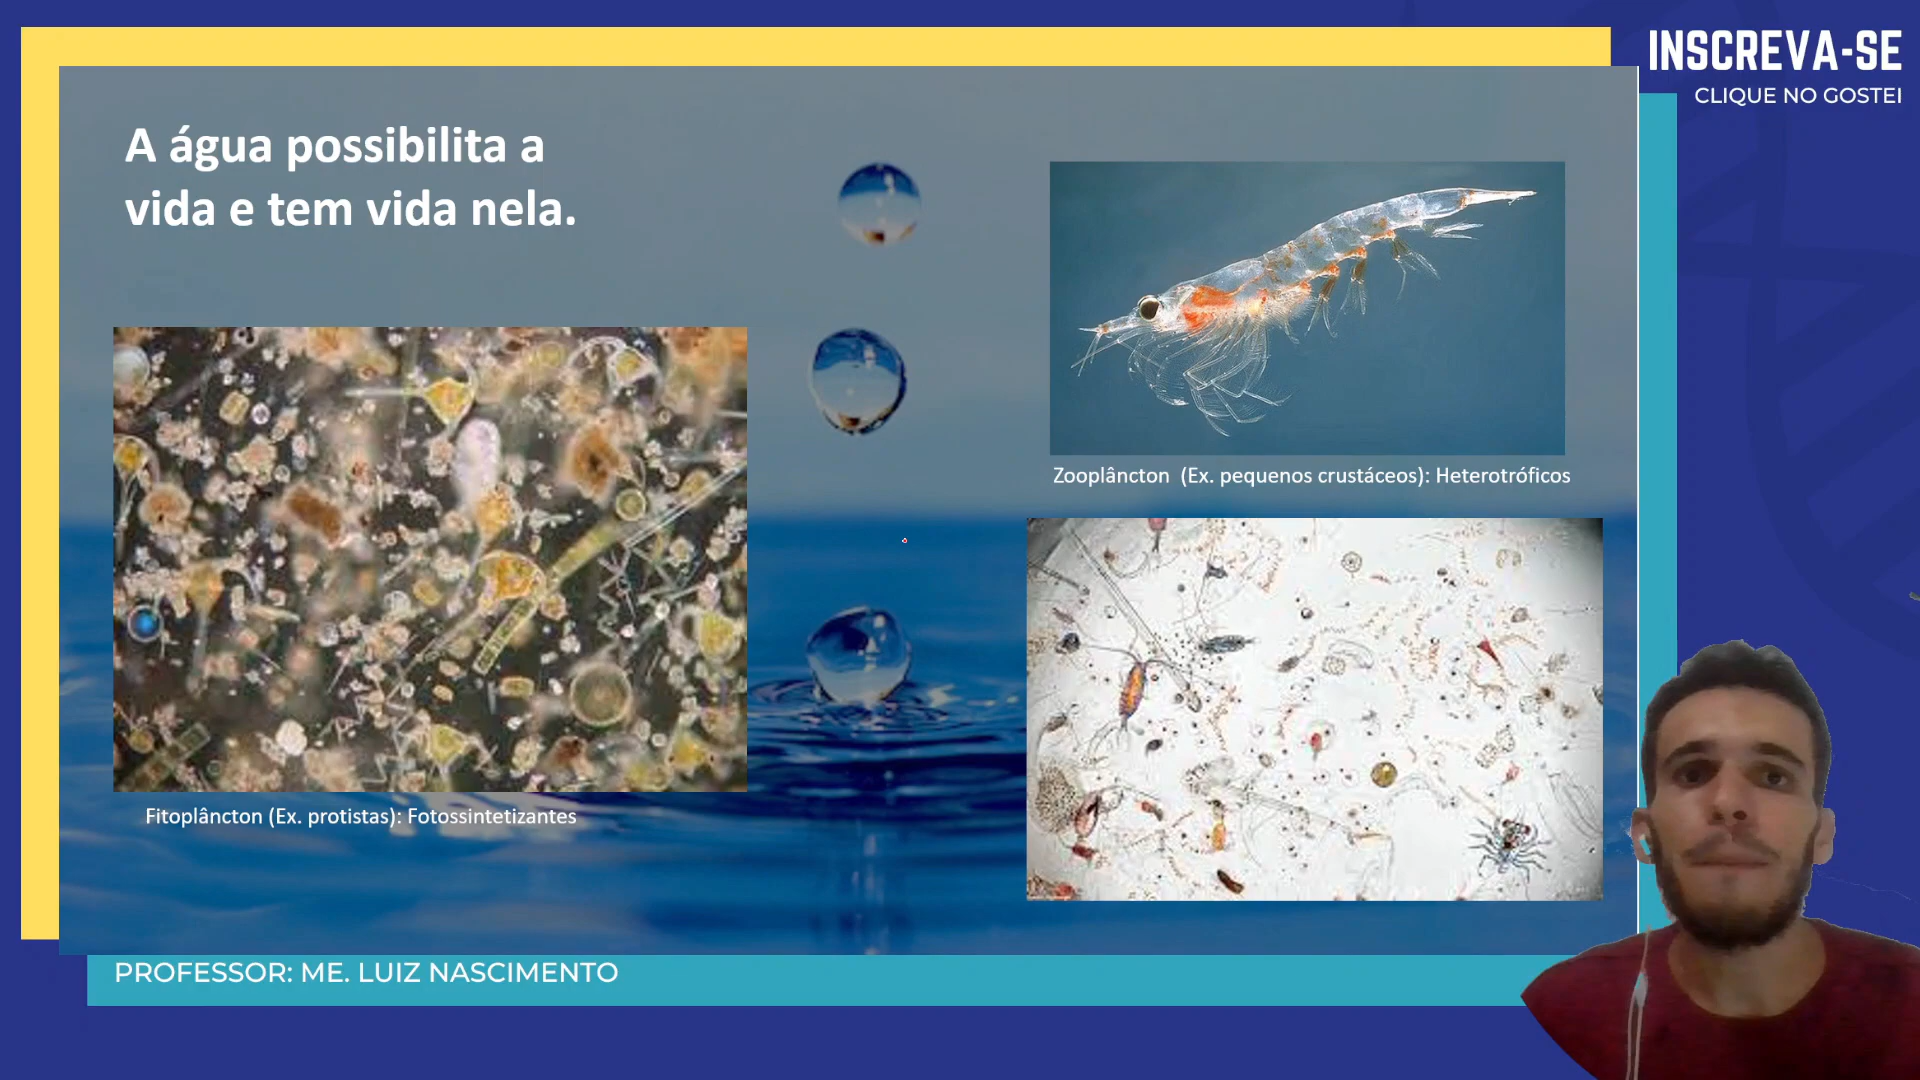 INSCREVA-SE
CLIQUE NO GOSTEI
A água possibilita a
vida e tem vida nela.
Zooplâncton (Ex. pequenos crustáceos): Heterotróficos
Fitoplâncton (Ex. protistas): Fotossintetizantes
PROFESSOR: ME. LUIZ NASCIMENTO